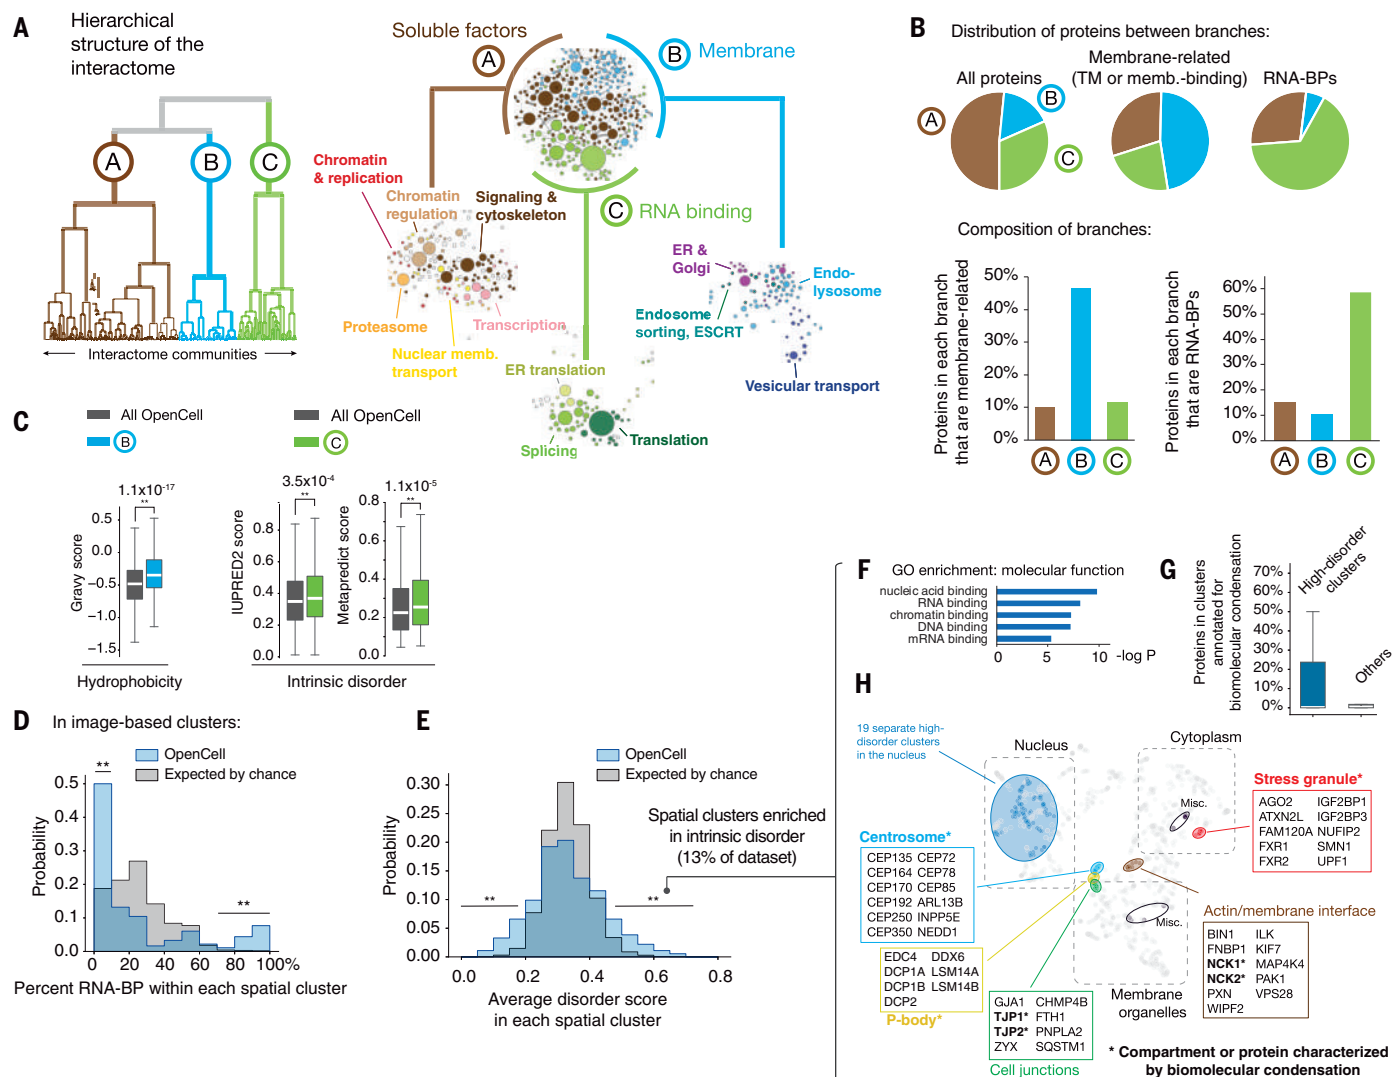 A
Hierarchical
structure of the
interactome
A
B
C
Interactome communities
Soluble factors
A
B
Membrane
C
RNA binding
Chromatin
& replication
Chromatin
regulation
Signaling &
cytoskeleton
Proteasome
Transcription
Nuclear memb.
transport
ER translation
Splicing
Translation
ER &
Golgi
Endo-
lysosome
Endosome
sorting, ESCRT
Vesicular transport
B
Distribution of proteins between branches:
All proteins
Membrane-related
(TM or memb.-binding)
RNA-BPs
A
B
C
Composition of branches:
Proteins in each branch
that are membrane-related
50%
40%
30%
20%
10%
0%
A
B
C
Proteins in each branch
that are RNA-BPs
60%
50%
40%
30%
20%
10%
0%
A
B
C
C
All OpenCell
B
All OpenCell
C
1.1x10-17
**
Gravy score
0.5
0.0
−0.5
−1.0
−1.5
Hydrophobicity
3.5x10-4
**
IUPRED2 score
0.8
0.6
0.4
0.2
0.0
1.1x10-5
**
Metapredict score
0.8
0.6
0.4
0.2
0.0
Intrinsic disorder
D
In image-based clusters:
OpenCell
Expected by chance
**
**
Probability
0.5
0.4
0.3
0.2
0.1
0.0
0
20
40
60
80
100%
Percent RNA-BP within each spatial cluster
E
OpenCell
Expected by chance
Probability
0.30
0.25
0.20
0.15
0.10
0.05
0.00
**
**
0.0
0.2
0.4
0.6
0.8
Average disorder score
in each spatial cluster
Spatial clusters enriched
in intrinsic disorder
(13% of dataset)
F
GO enrichment: molecular function
nucleic acid binding
RNA binding
chromatin binding
DNA binding
mRNA binding
0
5
10
-log P
G
Proteins in clusters
annotated for
biomolecular condensation
70%
60%
50%
40%
30%
20%
10%
0%
High-disorder
clusters
Others
H
19 separate high-
disorder clusters
in the nucleus
Nucleus
Cytoplasm
Misc.
Misc.
Membrane
organelles
Stress granule*
AGO2 IGF2BP1
ATXN2L IGF2BP3
FAM120A NUFIP2
FXR1 SMN1
FXR2 UPF1
Centrosome*
CEP135 CEP72
CEP164 CEP78
CEP170 CEP85
CEP192 ARL13B
CEP250 INPP5E
CEP350 NEDD1
EDC4 DDX6
DCP1A LSM14A
DCP1B LSM14B
DCP2
P-body*
GJA1 CHMP4B
TJP1* FTH1
TJP2* PNPLA2
ZYX SQSTM1
Cell junctions
Actin/membrane interface
BIN1 ILK
FNBP1 KIF7
NCK1* MAP4K4
NCK2* PAK1
PXN VPS28
WIPF2
* Compartment or protein characterized
by biomolecular condensation